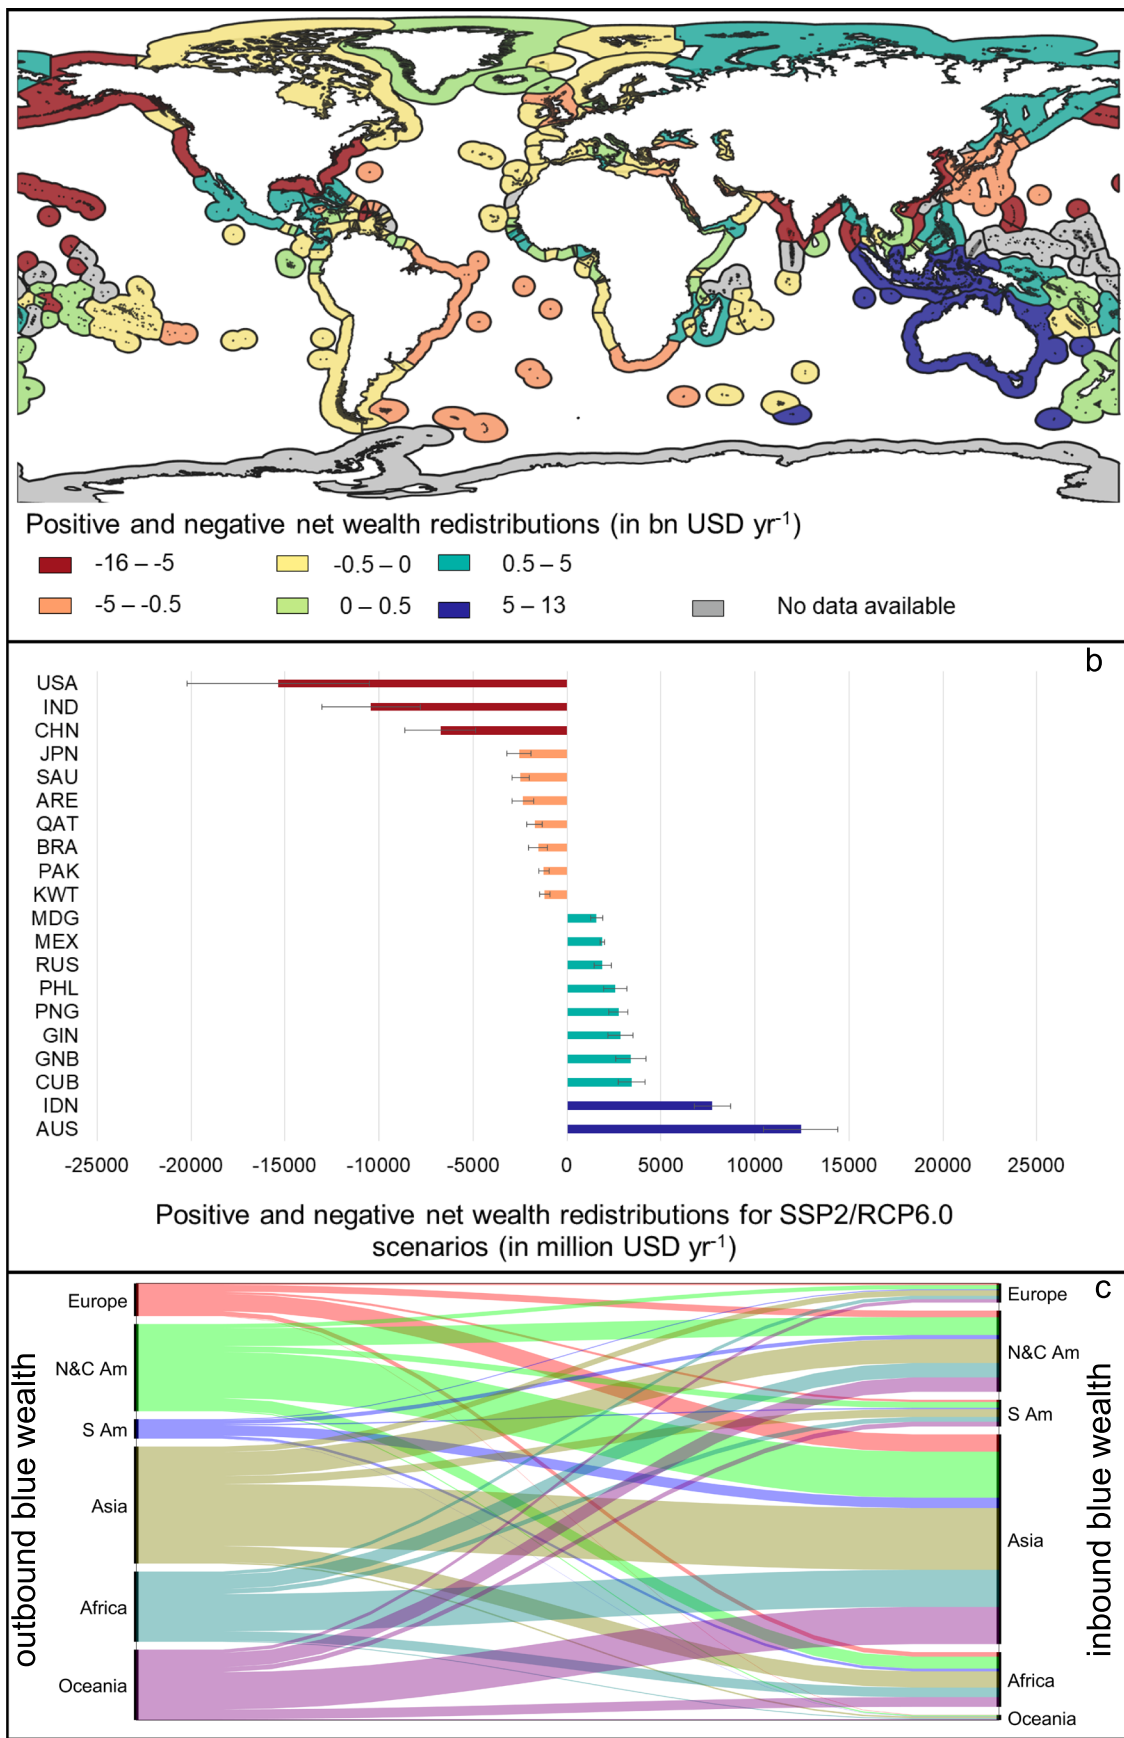 Positive and negative net wealth redistributions (in bn USD yr-1)
-16 – -5
-0.5 – 0
0.5 – 5
-5 – -0.5
0 – 0.5
5 – 13
No data available
b
USA
IND
CHN
JPN
SAU
ARE
QAT
BRA
PAK
KWT
MDG
MEX
RUS
PHL
PNG
GIN
GNB
CUB
IDN
AUS
-25000 -20000 -15000 -10000 -5000 0 5000 10000 15000 20000 25000
Positive and negative net wealth redistributions for SSP2/RCP6.0
scenarios (in million USD yr-1)
c
outbound blue wealth
Europe
N&C Am
S Am
Asia
Africa
Oceania
Europe
N&C Am
S Am
Asia
Africa
Oceania
inbound blue wealth